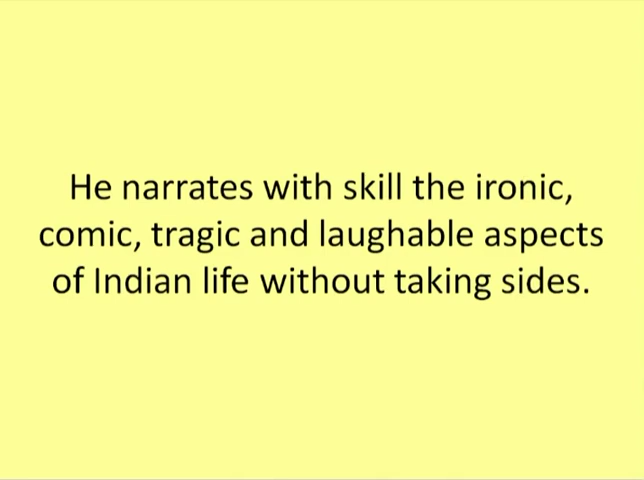 He narrates with skill the ironic,
comic, tragic and laughable aspects
of Indian life without taking sides.